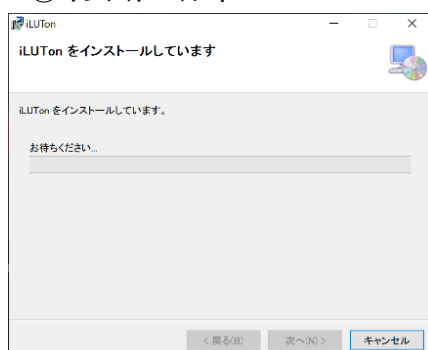 iLUTon
iLUTon をインストールしています
iLUTon をインストールしています。
お待ちください...
< 戻る(B)
次へ(N) >
キャンセル